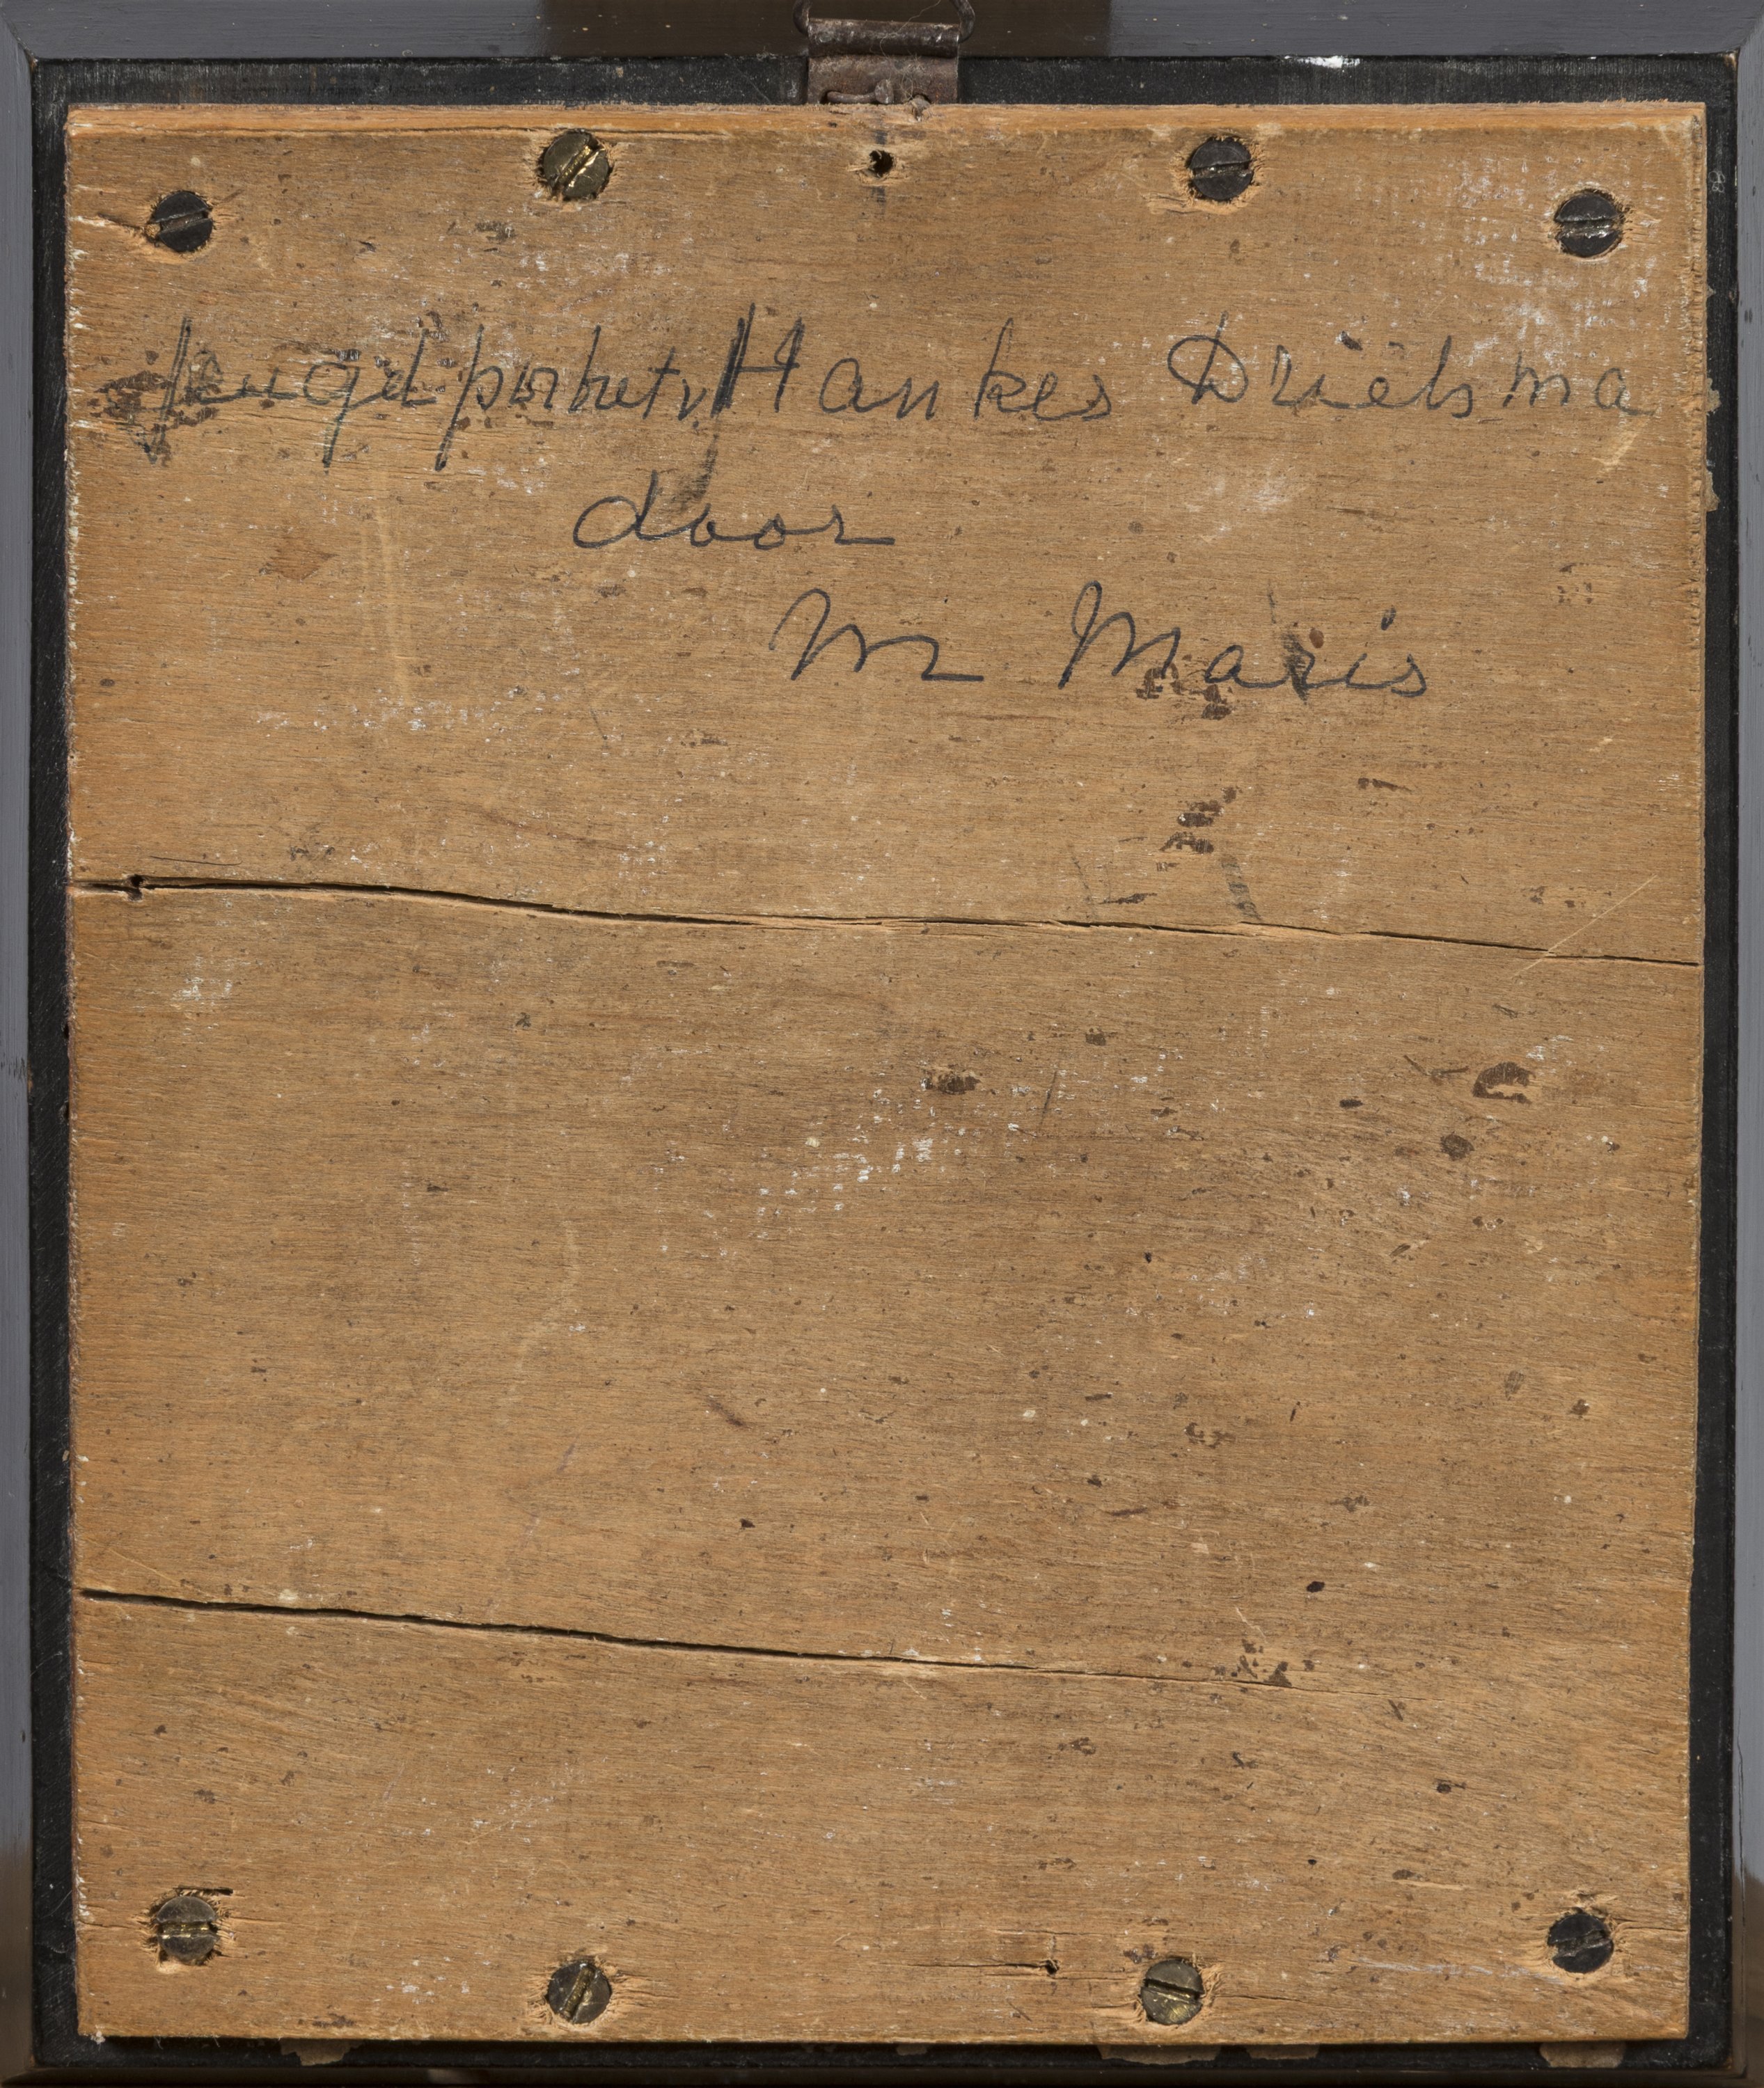 Jeugdportret v Hankes Drielsma
door
W Maris